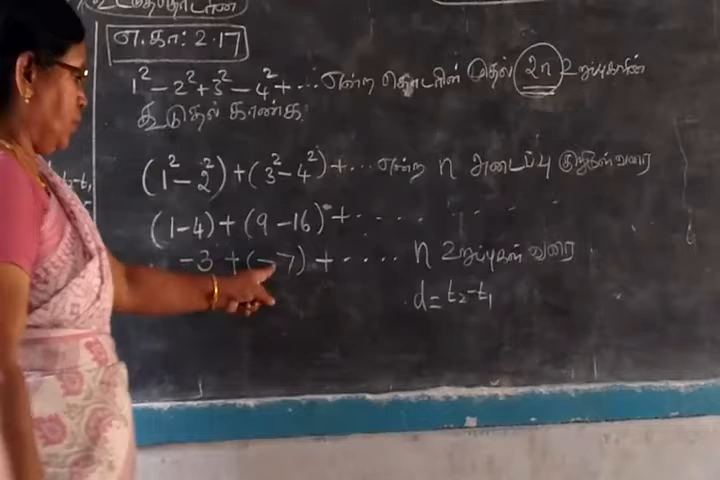 கூடுதல் காண்க
எ.கா: 2.17
1² - 2² + 3² - 4² + ... என்ற தொடரின் முதல் 2n உறுப்புகளின்
கூடுதல் காண்க.
(1² - 2²) + (3² - 4²) + ... என்ற n அடைப்பு குறிகள் வரை
(1 - 4) + (9 - 16) + . . . . . . . .
-3 + (-7) + .... n உறுப்புகள் வரை
d = t₂ - t₁